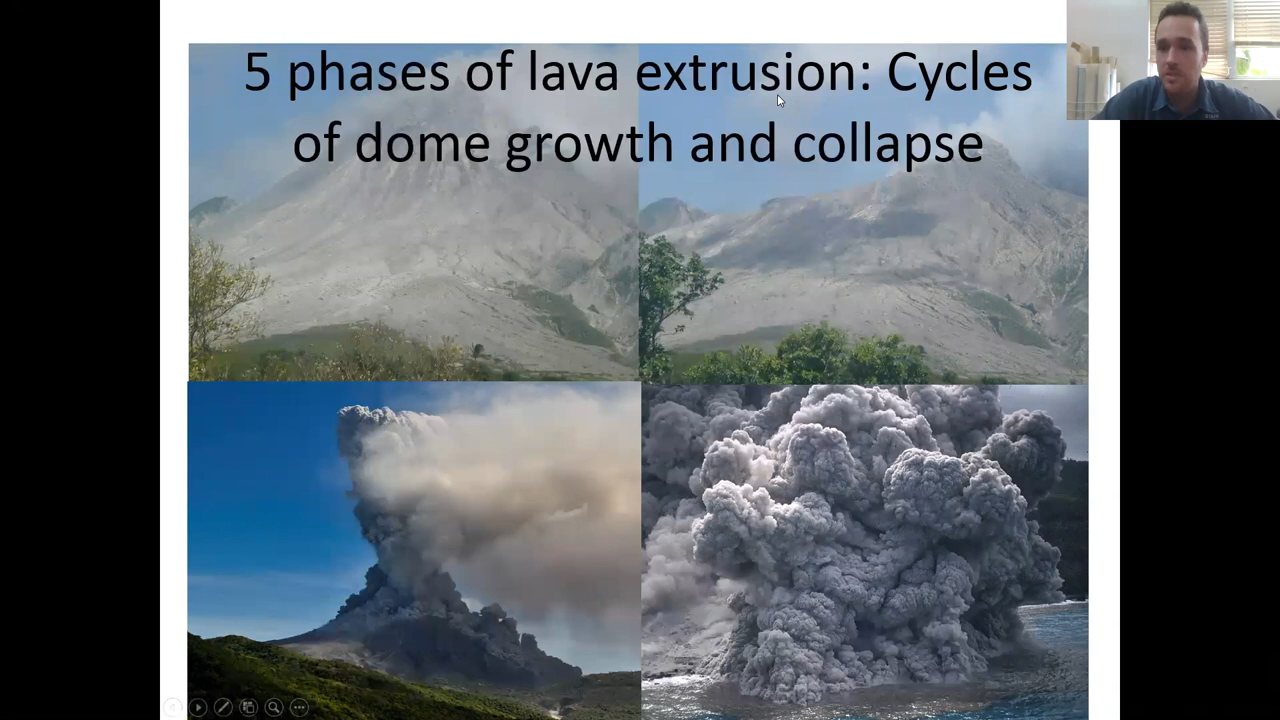 5 phases of lava extrusion: Cycles
of dome growth and collapse